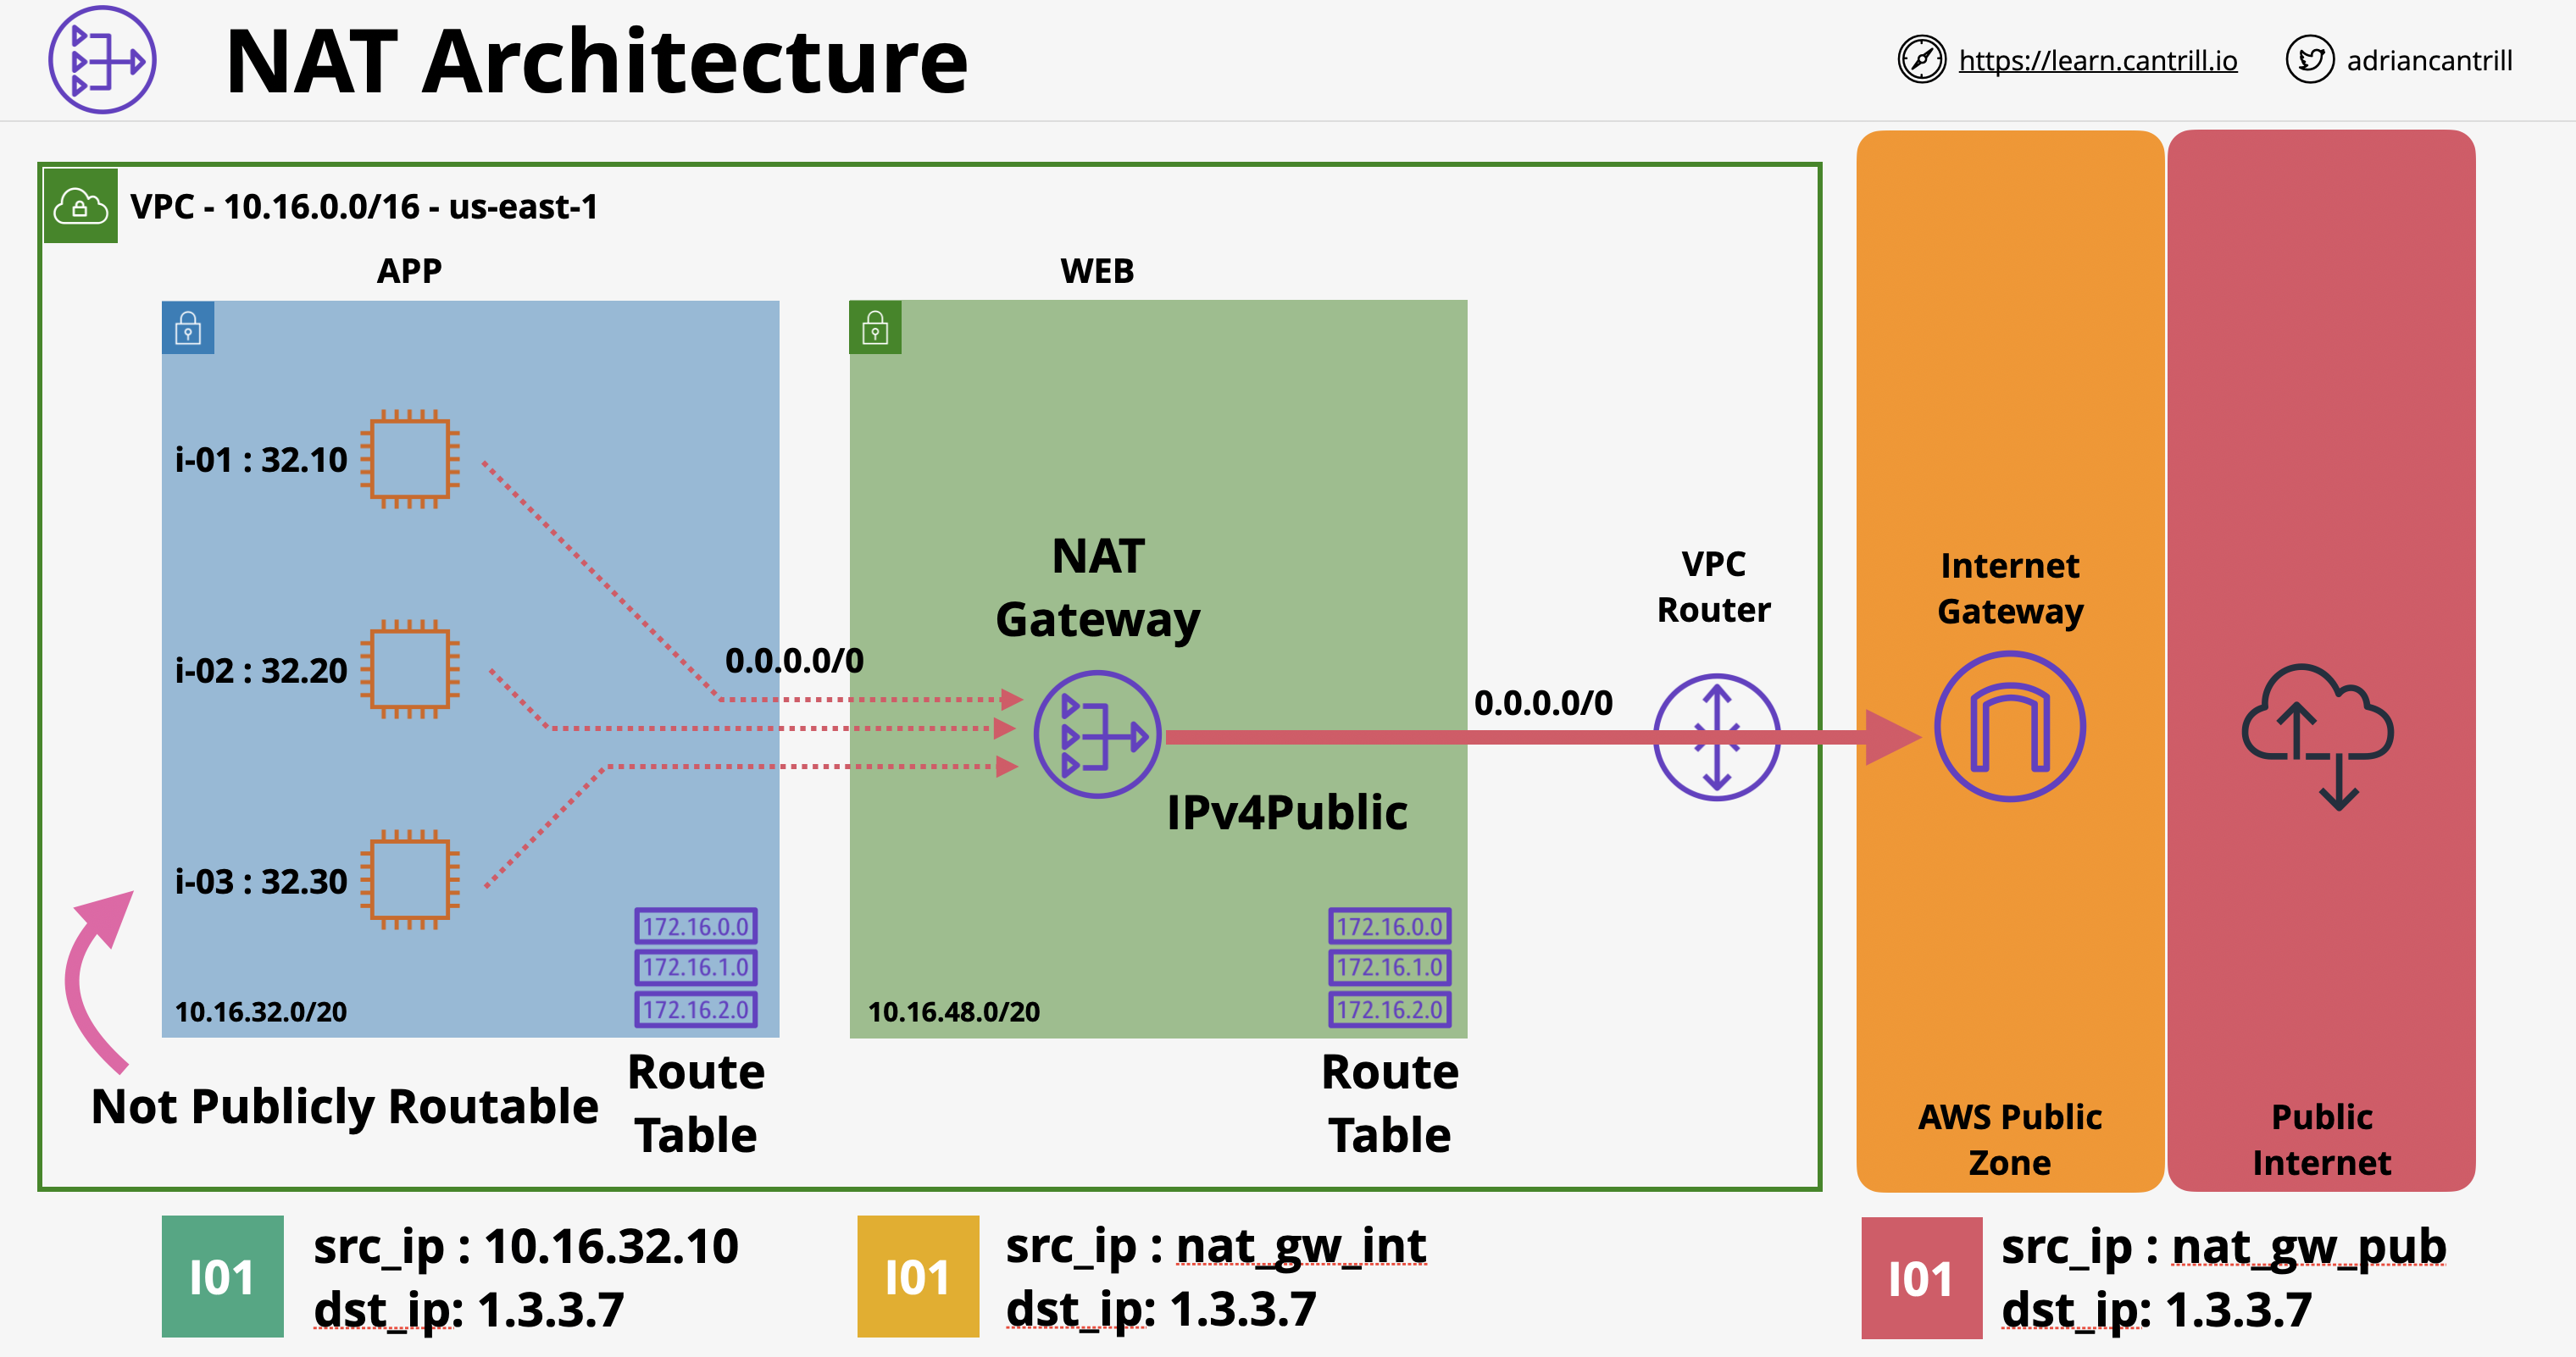 NAT Architecture
https://learn.cantrill.io
adriancantrill
VPC - 10.16.0.0/16 - us-east-1
APP
WEB
i-01 : 32.10
i-02 : 32.20
i-03 : 32.30
0.0.0.0/0
NAT
Gateway
IPv4Public
0.0.0.0/0
VPC
Router
Internet
Gateway
172.16.0.0
172.16.1.0
172.16.2.0
10.16.32.0/20
172.16.0.0
172.16.1.0
172.16.2.0
10.16.48.0/20
Not Publicly Routable
Route
Table
Route
Table
AWS Public
Zone
Public
Internet
I01
src_ip : 10.16.32.10
dst_ip: 1.3.3.7
I01
src_ip : nat_gw_int
dst_ip: 1.3.3.7
I01
src_ip : nat_gw_pub
dst_ip: 1.3.3.7